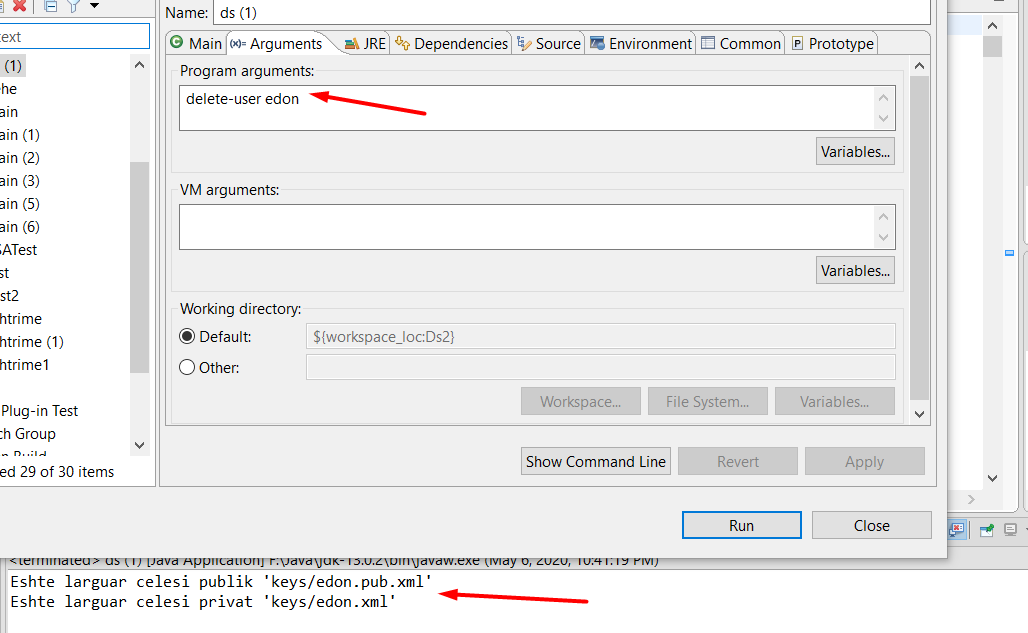 Name: ds (1)
Main (x)= Arguments JRE Dependencies Source Environment Common Prototype
Program arguments:
delete-user edon
Variables...
VM arguments:
Variables...
Working directory:
Default: ${workspace_loc:Ds2}
Other:
Workspace... File System... Variables...
Show Command Line Revert Apply
Run Close
text
(1)
he
ain
ain (1)
ain (2)
ain (3)
ain (5)
ain (6)
SATest
st
st2
htrime
htrime (1)
htrime1
Plug-in Test
ch Group
n Build
ed 29 of 30 items
<terminated> ds (1) [Java Application] F:\Java\jdk-13.0.2\bin\javaw.exe (May 6, 2020, 10:41:19 PM)
Eshte larguar celesi publik 'keys/edon.pub.xml'
Eshte larguar celesi privat 'keys/edon.xml'